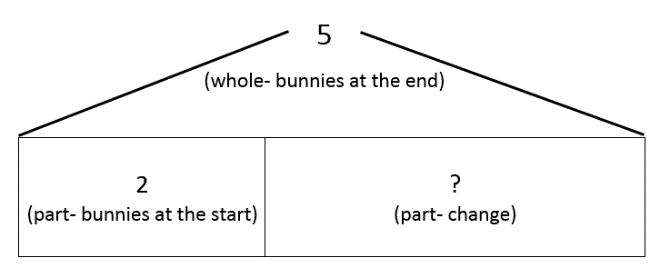 5
(whole- bunnies at the end)
2
(part- bunnies at the start)
?
(part- change)